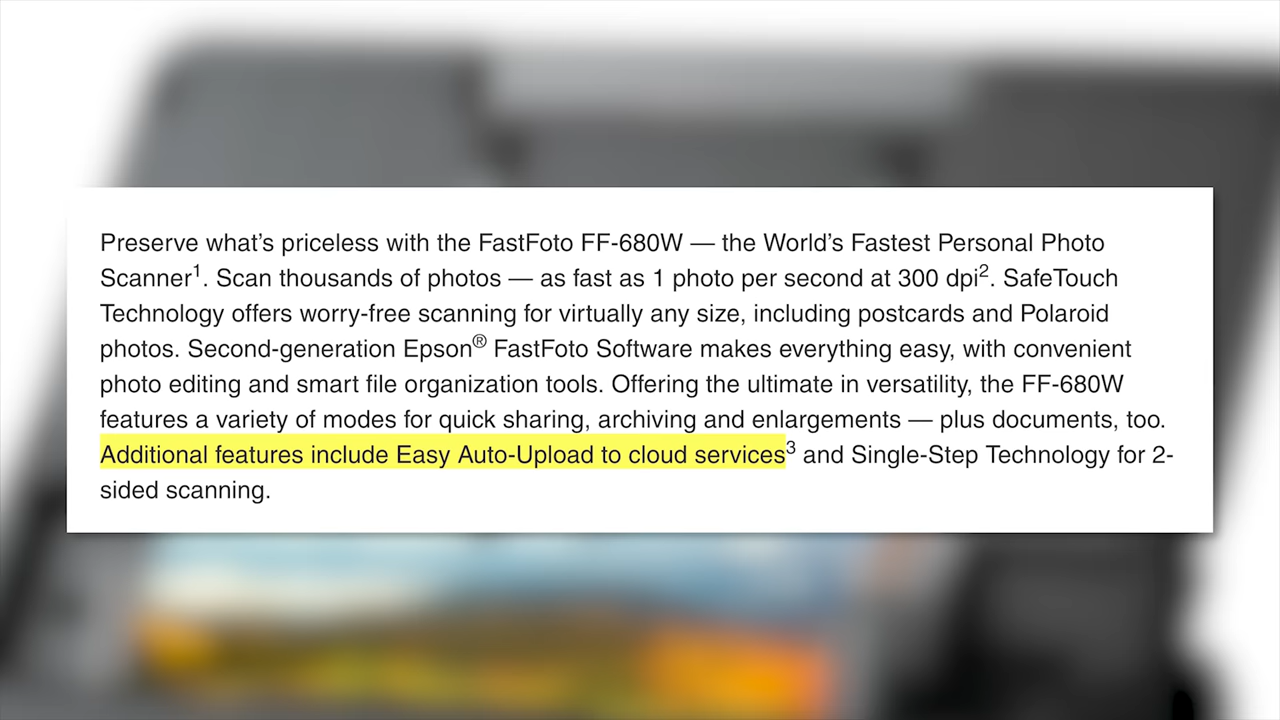 Preserve what’s priceless with the FastFoto FF-680W — the World’s Fastest Personal Photo
Scanner1. Scan thousands of photos — as fast as 1 photo per second at 300 dpi2. SafeTouch
Technology offers worry-free scanning for virtually any size, including postcards and Polaroid
photos. Second-generation Epson® FastFoto Software makes everything easy, with convenient
photo editing and smart file organization tools. Offering the ultimate in versatility, the FF-680W
features a variety of modes for quick sharing, archiving and enlargements — plus documents, too.
Additional features include Easy Auto-Upload to cloud services3 and Single-Step Technology for 2-
sided scanning.